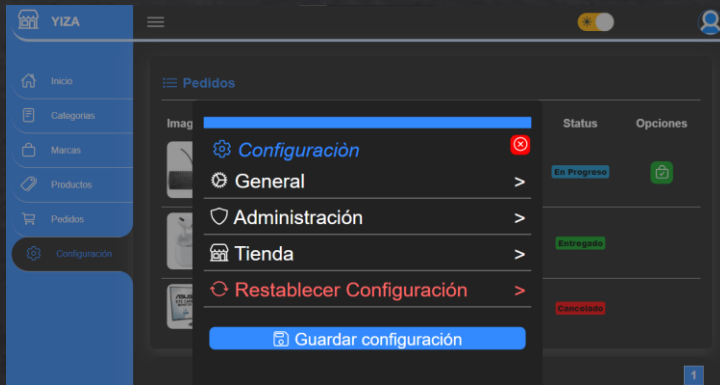 YIZA
Inicio
Categorias
Marcas
Productos
Pedidos
Configuración
Pedidos
Imag
Status
Opciones
En Progreso
Entregado
Cancelado
Configuraciòn
General >
Administración >
Tienda >
Restablecer Configuración >
Guardar configuración
1